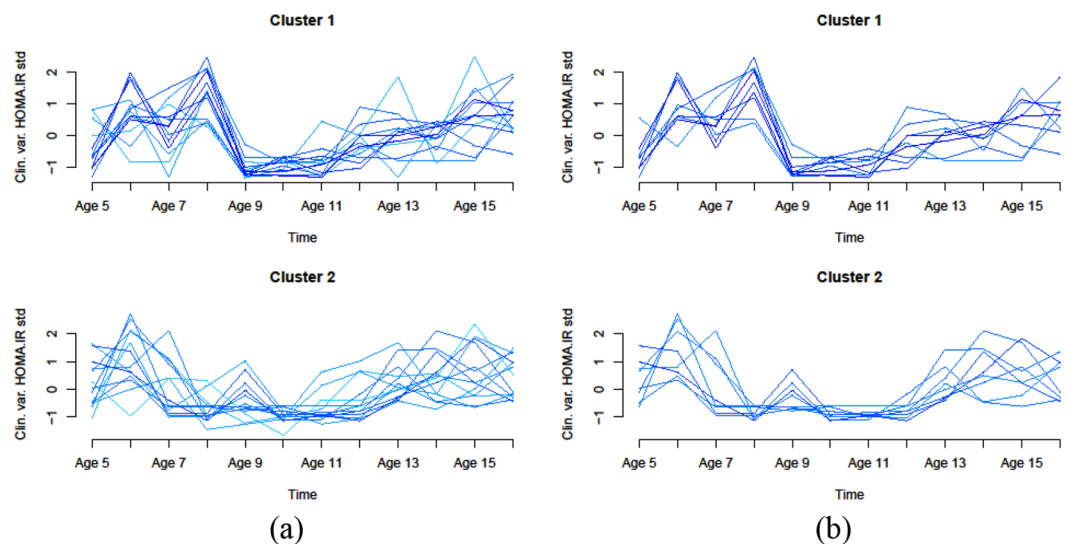 Cluster 1
Clin. var. HOMA.IR std
2
1
0
−1
Age 5 Age 7 Age 9 Age 11 Age 13 Age 15
Time
Cluster 1
Clin. var. HOMA.IR std
2
1
0
−1
Age 5 Age 7 Age 9 Age 11 Age 13 Age 15
Time
Cluster 2
Clin. var. HOMA.IR std
2
1
0
−1
Age 5 Age 7 Age 9 Age 11 Age 13 Age 15
Time
(a)
Cluster 2
Clin. var. HOMA.IR std
2
1
0
−1
Age 5 Age 7 Age 9 Age 11 Age 13 Age 15
Time
(b)